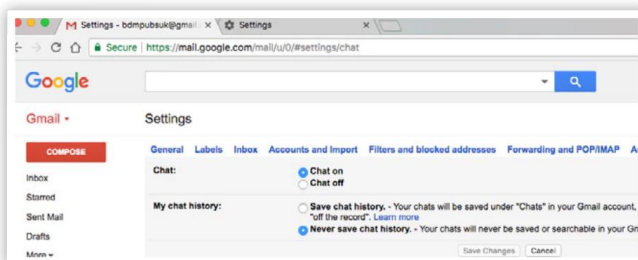 Settings - bdmpubsuk@gmai Settings
Secure https://mail.google.com/mail/u/0/#settings/chat
Google
Gmail Settings
COMPOSE General Labels Inbox Accounts and Import Filters and blocked addresses Forwarding and POP/IMAP A
Chat: Chat on
Inbox Chat off
Starred My chat history: Save chat history. - Your chats will be saved under "Chats" in your Gmail account,
Sent Mail "off the record". Learn more
Drafts Never save chat history. - Your chats will never be saved or searchable in your Gm
More Save Changes Cancel